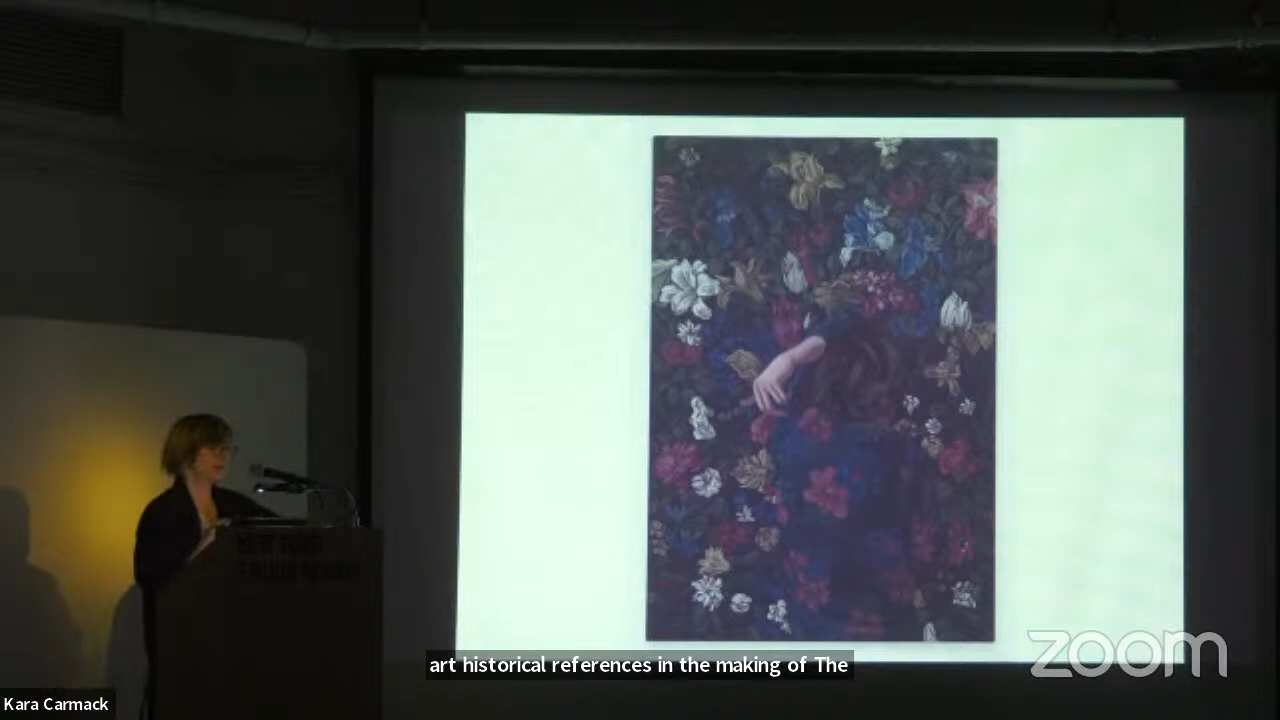 art historical references in the making of The
zoom
Kara Carmack